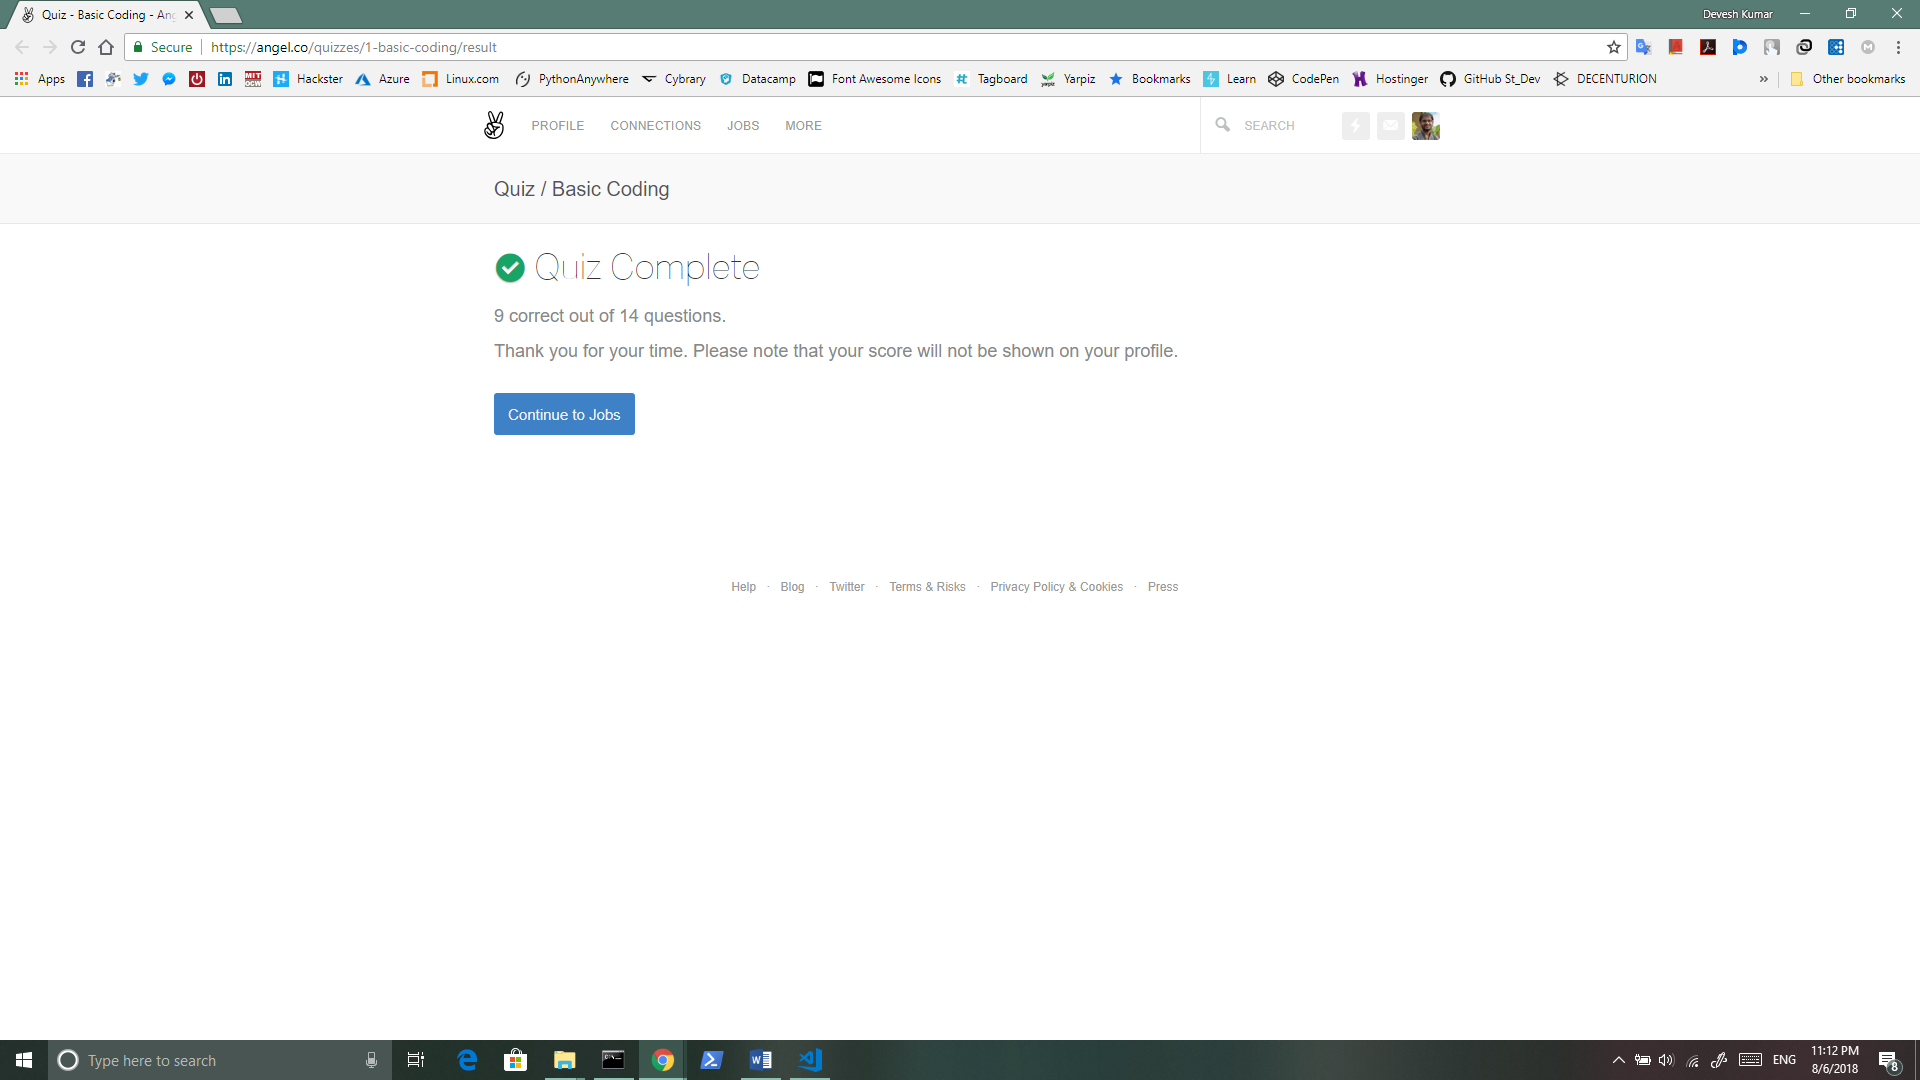 Quiz - Basic Coding - Ang
Devesh Kumar
Secure
https://angel.co/quizzes/1-basic-coding/result
Apps Hackster Azure Linux.com PythonAnywhere Cybrary Datacamp Font Awesome Icons Tagboard Yarpiz Bookmarks Learn CodePen Hostinger GitHub St_Dev DECENTURION » Other bookmarks
PROFILE CONNECTIONS JOBS MORE SEARCH
Quiz / Basic Coding
Quiz Complete
9 correct out of 14 questions.
Thank you for your time. Please note that your score will not be shown on your profile.
Continue to Jobs
Help · Blog · Twitter · Terms & Risks · Privacy Policy & Cookies · Press
Type here to search
ENG
11:12 PM
8/6/2018
8